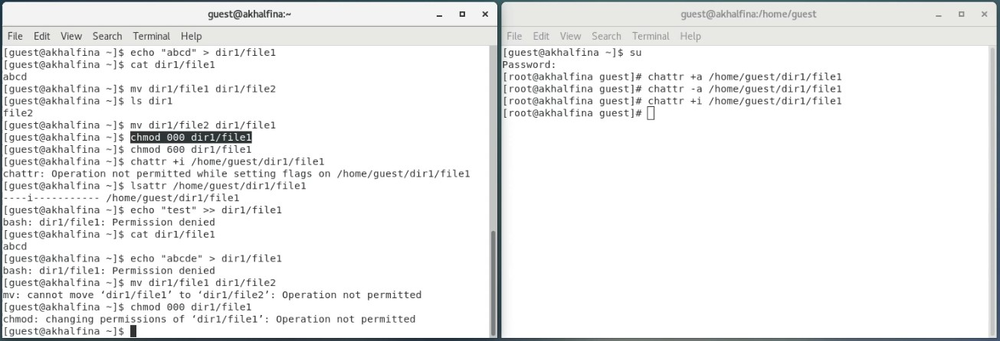 guest@akhalfina:~
File Edit View Search Terminal Help
[guest@akhalfina ~]$ echo "abcd" > dir1/file1
[guest@akhalfina ~]$ cat dir1/file1
abcd
[guest@akhalfina ~]$ mv dir1/file1 dir1/file2
[guest@akhalfina ~]$ ls dir1
file2
[guest@akhalfina ~]$ mv dir1/file2 dir1/file1
[guest@akhalfina ~]$ chmod 000 dir1/file1
[guest@akhalfina ~]$ chmod 600 dir1/file1
[guest@akhalfina ~]$ chattr +i /home/guest/dir1/file1
chattr: Operation not permitted while setting flags on /home/guest/dir1/file1
[guest@akhalfina ~]$ lsattr /home/guest/dir1/file1
----i----------- /home/guest/dir1/file1
[guest@akhalfina ~]$ echo "test" >> dir1/file1
bash: dir1/file1: Permission denied
[guest@akhalfina ~]$ cat dir1/file1
abcd
[guest@akhalfina ~]$ echo "abcde" > dir1/file1
bash: dir1/file1: Permission denied
[guest@akhalfina ~]$ mv dir1/file1 dir1/file2
mv: cannot move ‘dir1/file1’ to ‘dir1/file2’: Operation not permitted
[guest@akhalfina ~]$ chmod 000 dir1/file1
chmod: changing permissions of ‘dir1/file1’: Operation not permitted
[guest@akhalfina ~]$
guest@akhalfina:/home/guest
File Edit View Search Terminal Help
[guest@akhalfina ~]$ su
Password:
[root@akhalfina guest]# chattr +a /home/guest/dir1/file1
[root@akhalfina guest]# chattr -a /home/guest/dir1/file1
[root@akhalfina guest]# chattr +i /home/guest/dir1/file1
[root@akhalfina guest]#